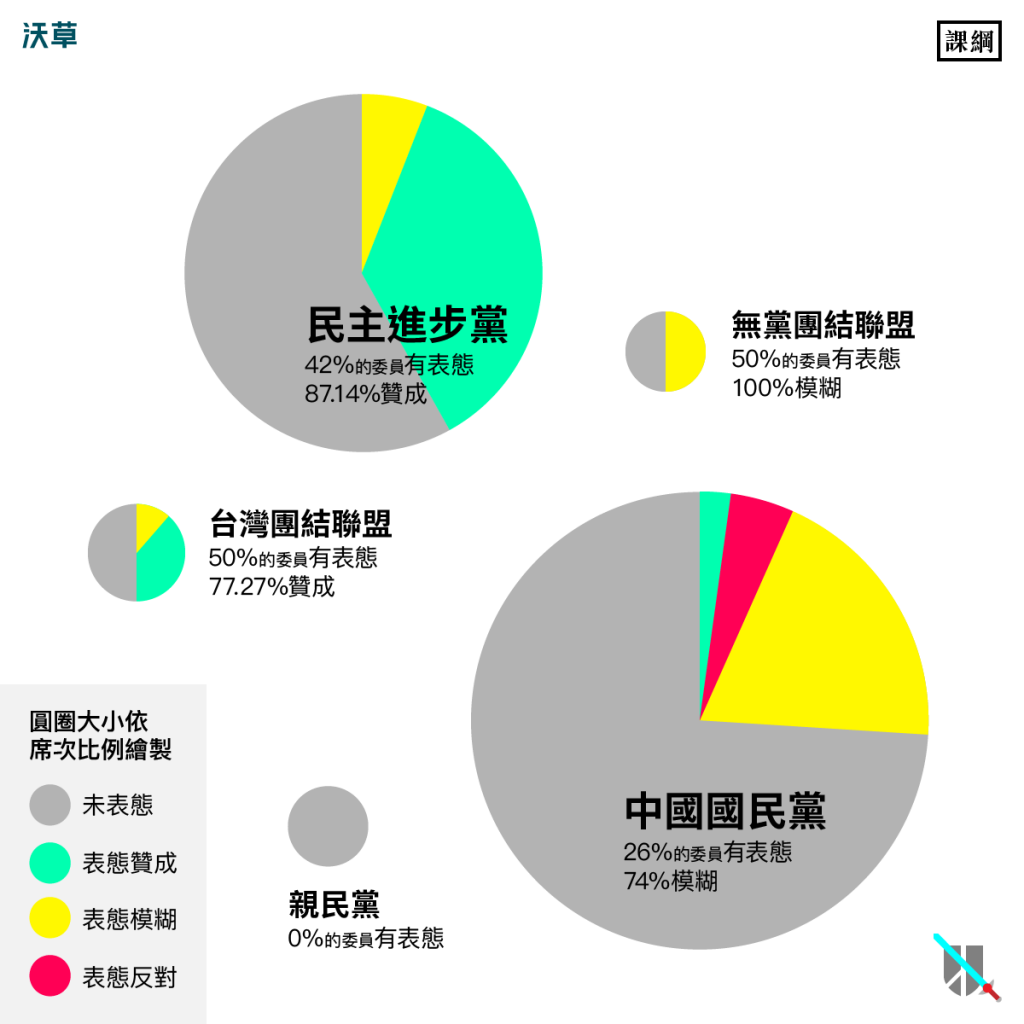 沃草
課綱
民主進步黨
42%的委員有表態
87.14%贊成
無黨團結聯盟
50%的委員有表態
100%模糊
台灣團結聯盟
50%的委員有表態
77.27%贊成
中國國民黨
26%的委員有表態
74%模糊
親民黨
0%的委員有表態
圓圈大小依
席次比例繪製
未表態
表態贊成
表態模糊
表態反對